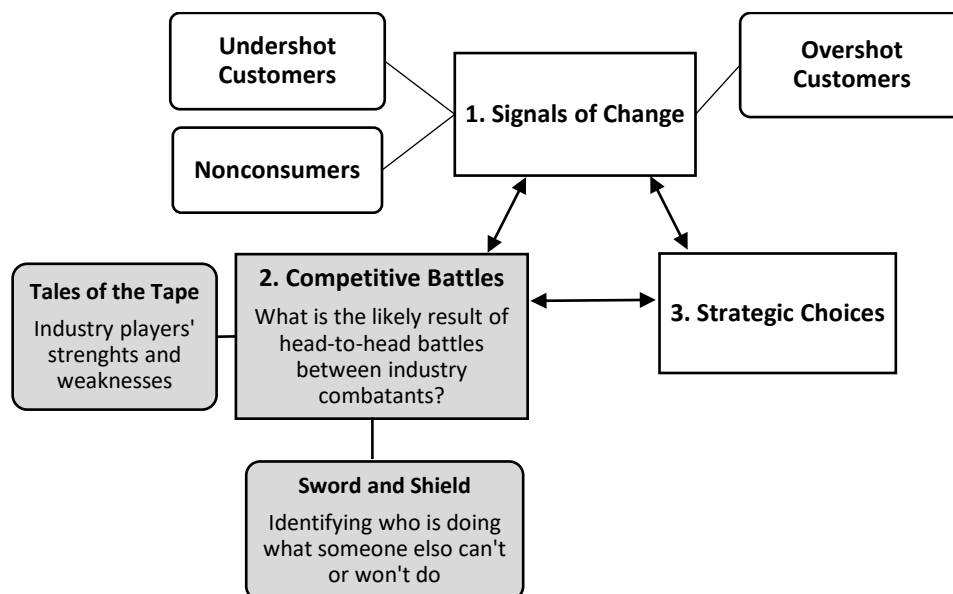 Undershot
Customers
Nonconsumers
1. Signals of Change
Overshot
Customers
Tales of the Tape
Industry players'
strenghts and
weaknesses
2. Competitive Battles
What is the likely result of
head-to-head battles
between industry
combatants?
3. Strategic Choices
Sword and Shield
Identifying who is doing
what someone elso can't
or won't do